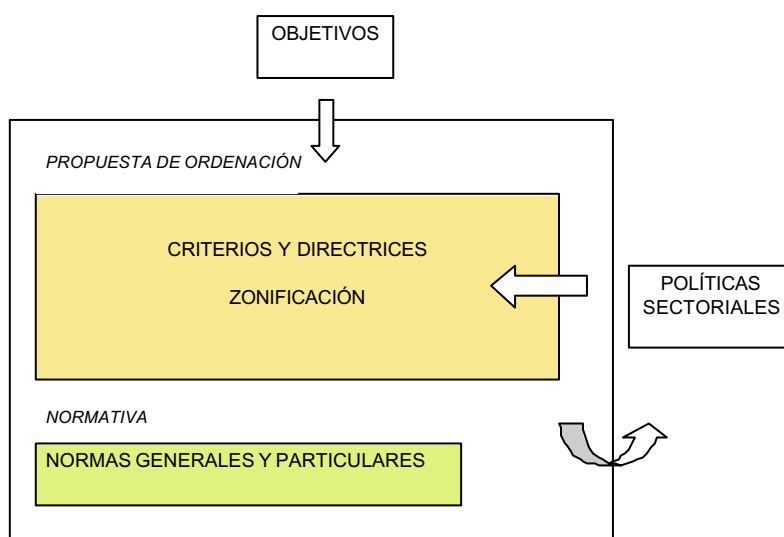 OBJETIVOS
PROPUESTA DE ORDENACIÓN
CRITERIOS Y DIRECTRICES
ZONIFICACIÓN
POLÍTICAS
SECTORIALES
NORMATIVA
NORMAS GENERALES Y PARTICULARES